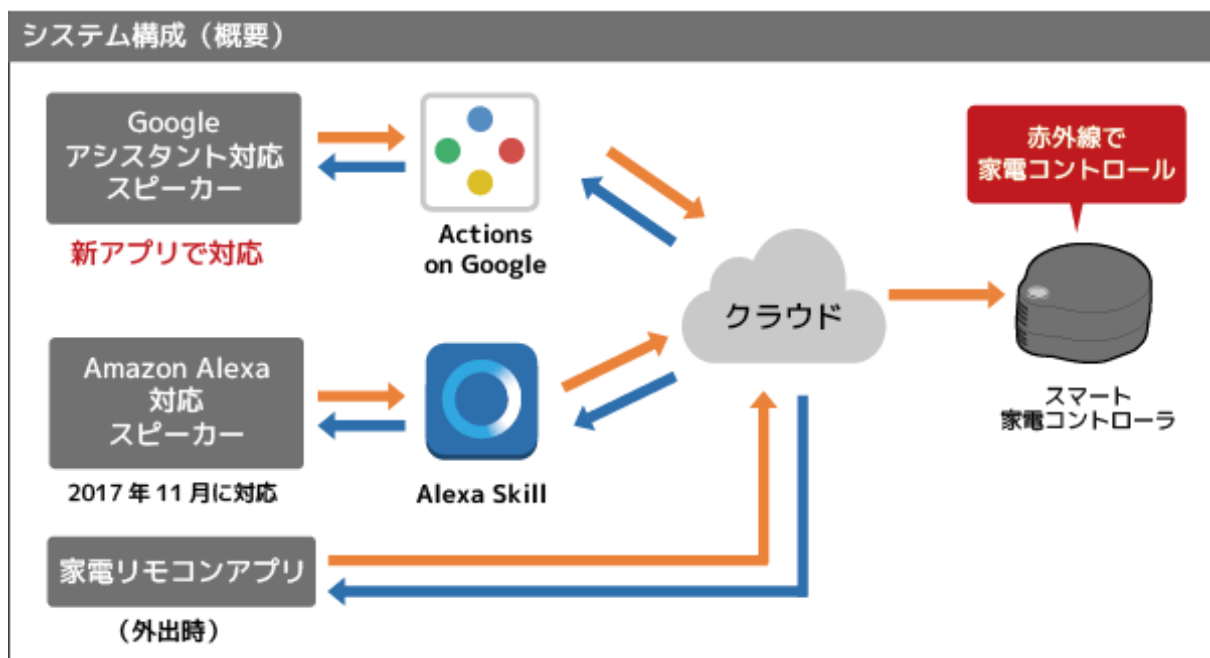 システム構成（概要）
Google
アシスタント対応
スピーカー
新アプリで対応
Actions
on Google
赤外線で
家電コントロール
クラウド
スマート
家電コントローラ
Amazon Alexa
対応
スピーカー
2017年11月に対応
Alexa Skill
家電リモコンアプリ
（外出時）